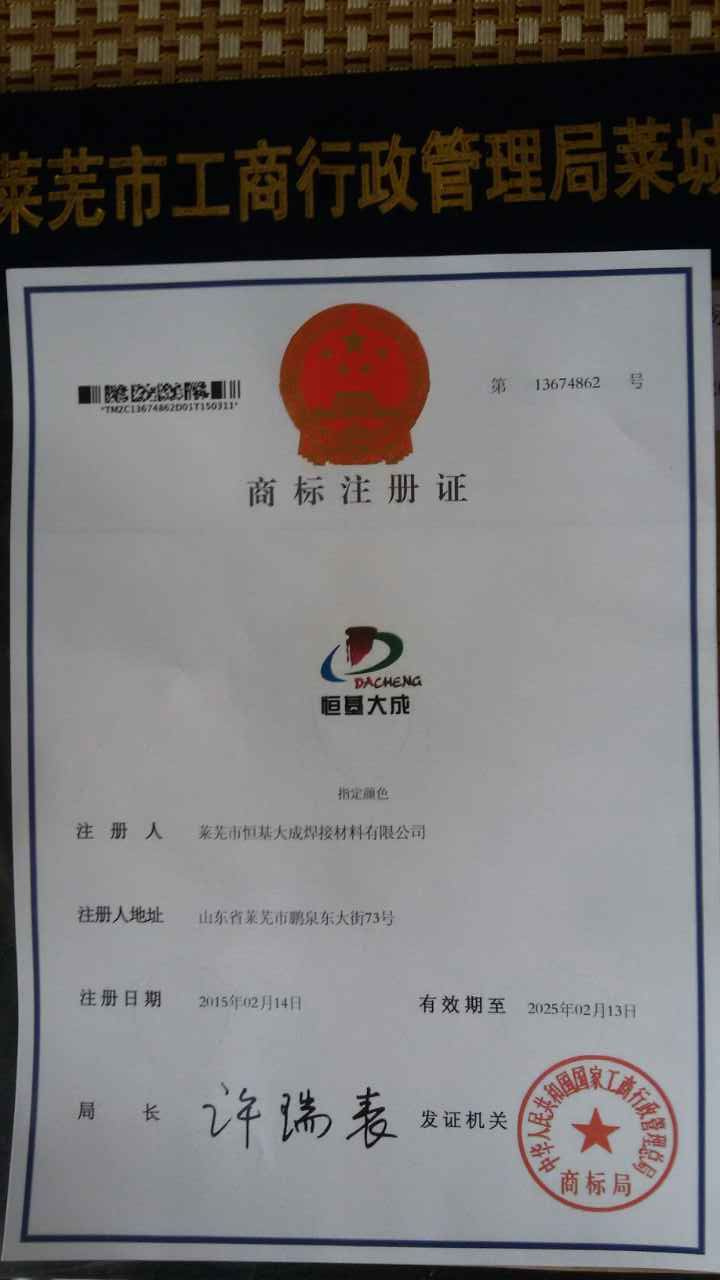 莱芜市工商行政管理局莱城
*TMZC13674862D01T150311*
第 13674862 号
商标注册证
DACHENG
恒基大成
指定颜色
注册人 莱芜市恒基大成焊接材料有限公司
注册人地址 山东省莱芜市鹏泉东大街73号
注册日期 2015年02月14日 有效期至 2025年02月13日
局长 许瑞表 发证机关
中华人民共和国国家工商行政管理总局
商标局